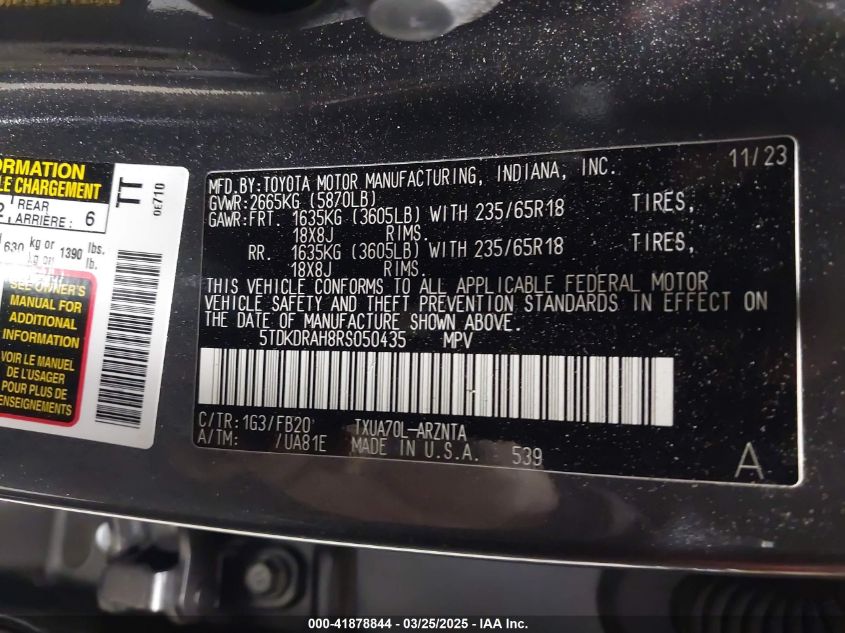 ORMATION
LE CHARGEMENT
2 REAR 6
ARRIÈRE:
630 kg or 1390 lbs.
kg or lb.
SEE OWNER'S
MANUAL FOR
ADDITIONAL
INFORMATION
VOIR LE MANUEL
DE L'USAGER
POUR PLUS DE
RENSEIGNEMENTS
TT
0E710
11/23
MFD.BY:TOYOTA MOTOR MANUFACTURING, INDIANA, INC.
GVWR:2665KG (5870LB)
GAWR:FRT. 1635KG (3605LB) WITH 235/65R18 TIRES,
18X8J RIMS.
RR. 1635KG (3605LB) WITH 235/65R18 TIRES,
18X8J RIMS.
THIS VEHICLE CONFORMS TO ALL APPLICABLE FEDERAL MOTOR
VEHICLE SAFETY AND THEFT PREVENTION STANDARDS IN EFFECT ON
THE DATE OF MANUFACTURE SHOWN ABOVE.
5TDKDRAH8RS050435 MPV
C/TR:1G3/FB20 TXUA70L-ARZNTA
A/TM: /UA81E MADE IN U.S.A. 539
A
000-41878844 - 03/25/2025 - IAA Inc.